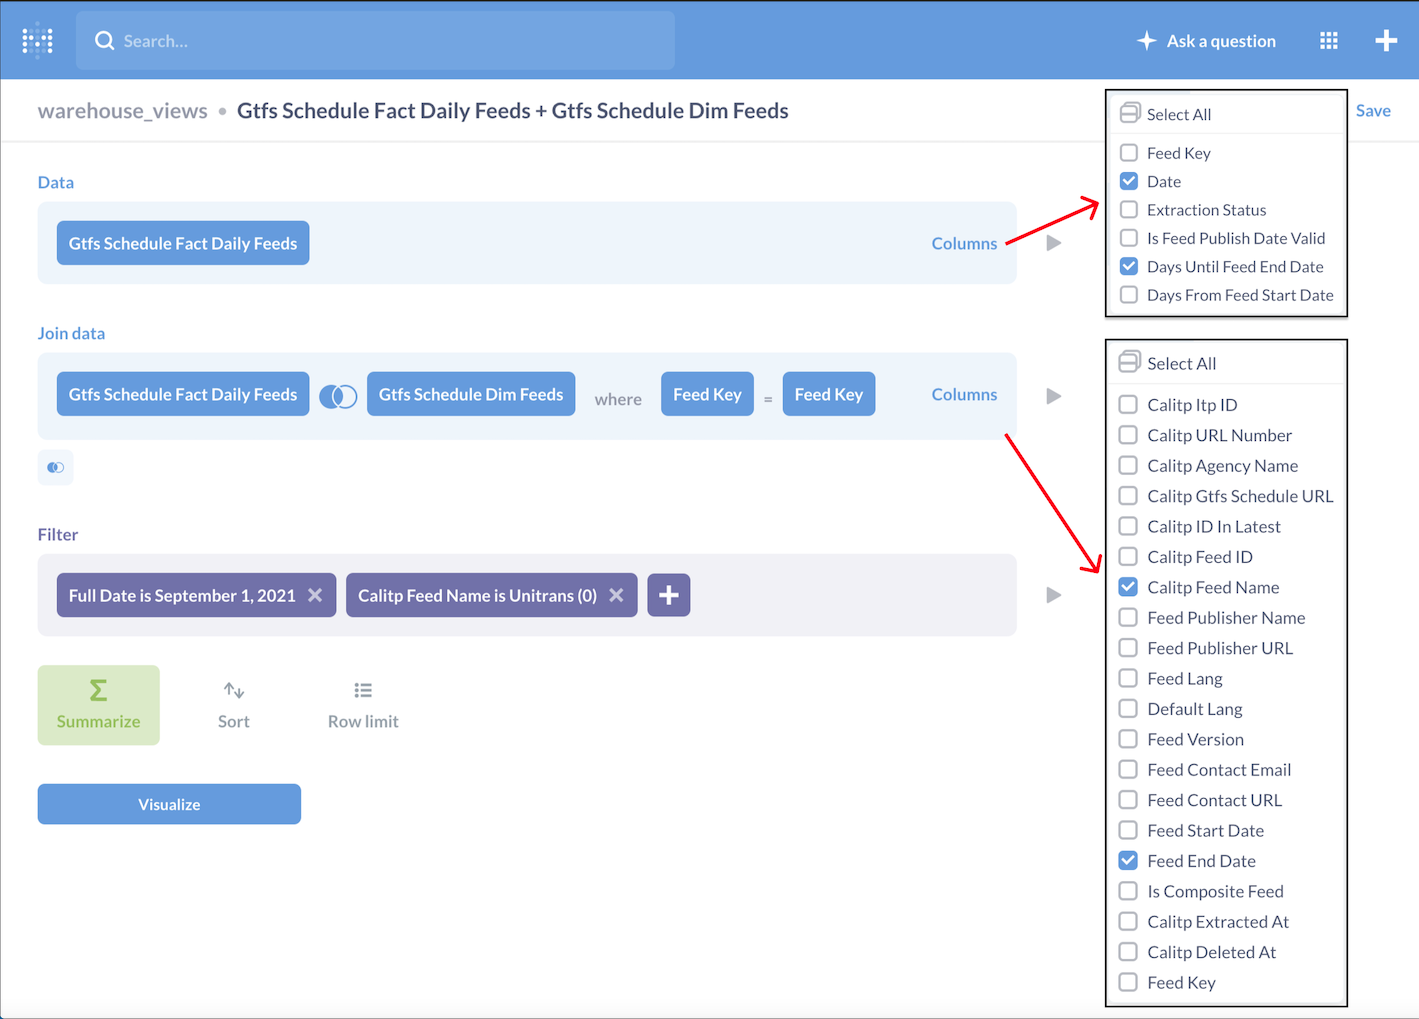 Search...
Ask a question
warehouse_views • Gtfs Schedule Fact Daily Feeds + Gtfs Schedule Dim Feeds
Save
Data
Gtfs Schedule Fact Daily Feeds
Columns
Join data
Gtfs Schedule Fact Daily Feeds Gtfs Schedule Dim Feeds where Feed Key = Feed Key Columns
Filter
Full Date is September 1, 2021 Calitp Feed Name is Unitrans (0)
Summarize
Sort
Row limit
Visualize
Select All
Feed Key
Date
Extraction Status
Is Feed Publish Date Valid
Days Until Feed End Date
Days From Feed Start Date
Select All
Calitp Itp ID
Calitp URL Number
Calitp Agency Name
Calitp Gtfs Schedule URL
Calitp ID In Latest
Calitp Feed ID
Calitp Feed Name
Feed Publisher Name
Feed Publisher URL
Feed Lang
Default Lang
Feed Version
Feed Contact Email
Feed Contact URL
Feed Start Date
Feed End Date
Is Composite Feed
Calitp Extracted At
Calitp Deleted At
Feed Key